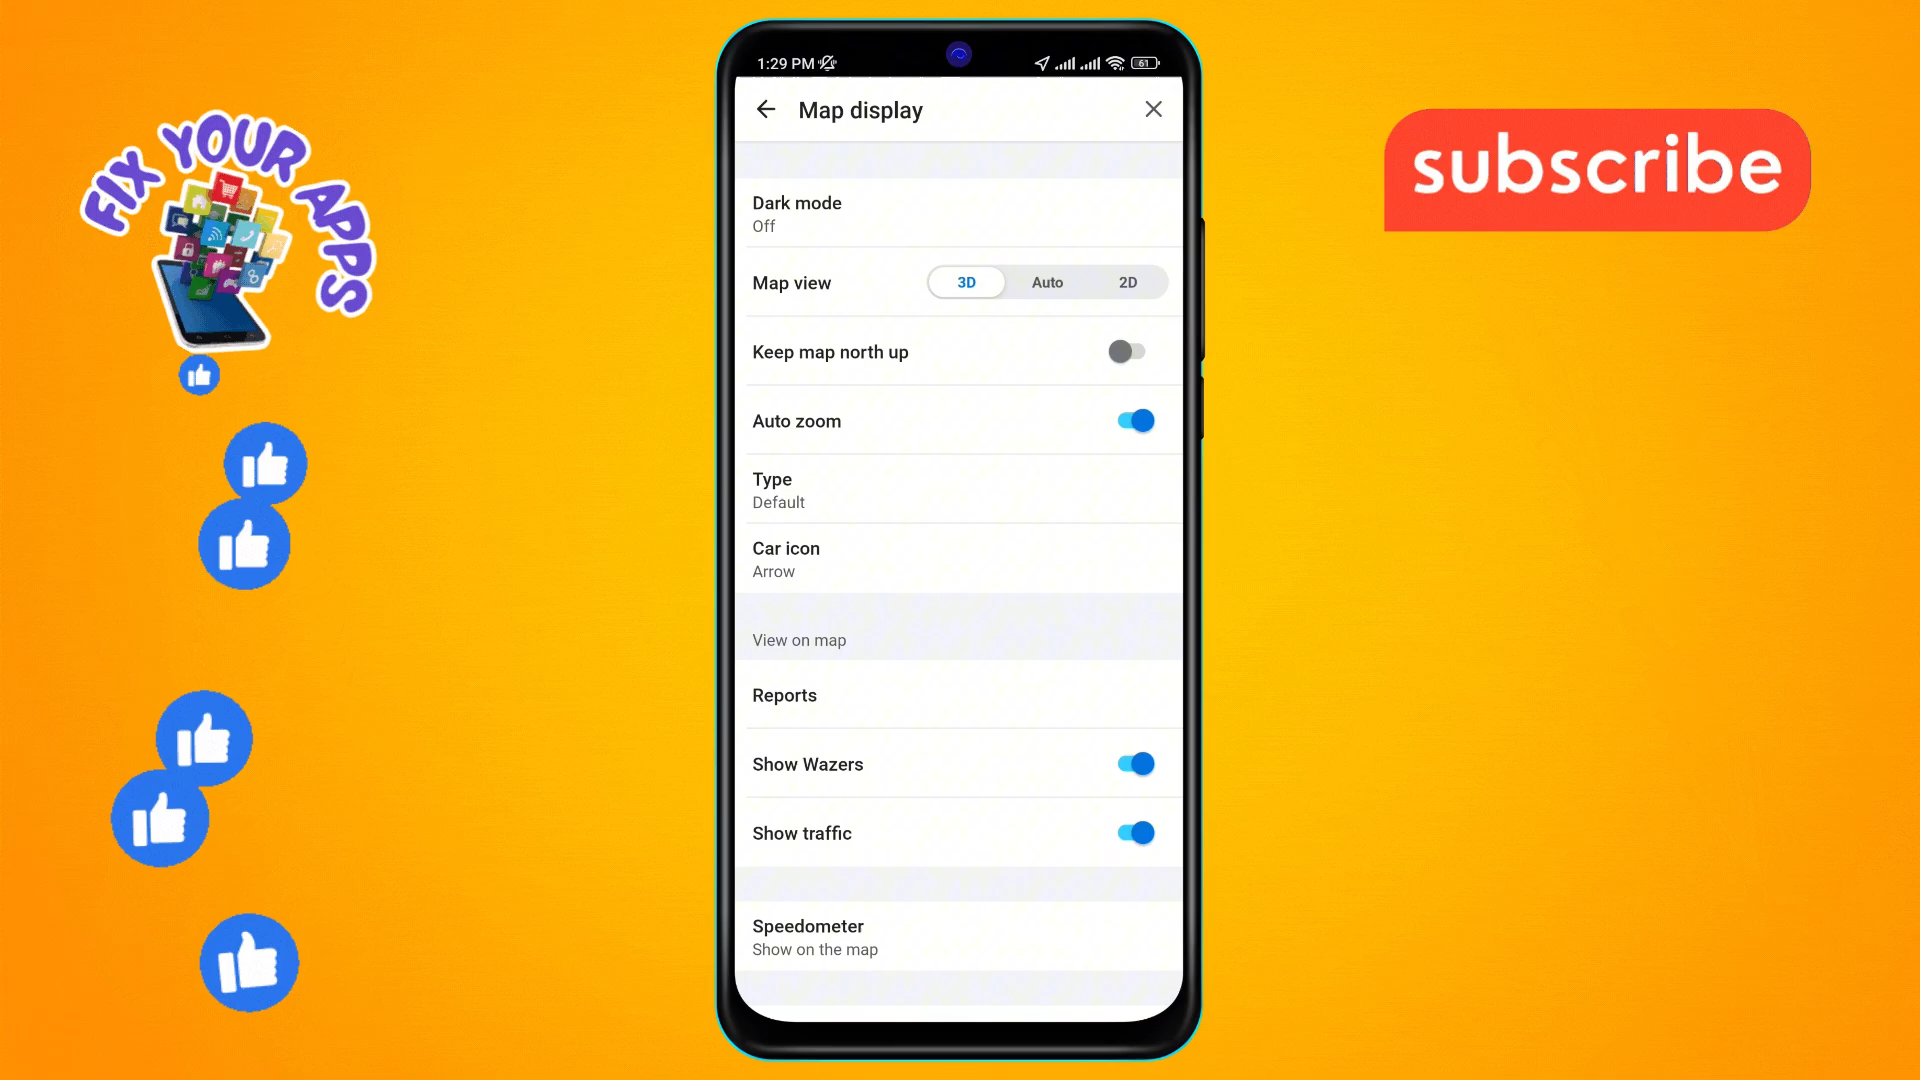 FIX YOUR APPS
subscribe
1:29 PM
61
Map display
Dark mode
Off
Map view
3D Auto 2D
Keep map north up
Auto zoom
Type
Default
Car icon
Arrow
View on map
Reports
Show Wazers
Show traffic
Speedometer
Show on the map